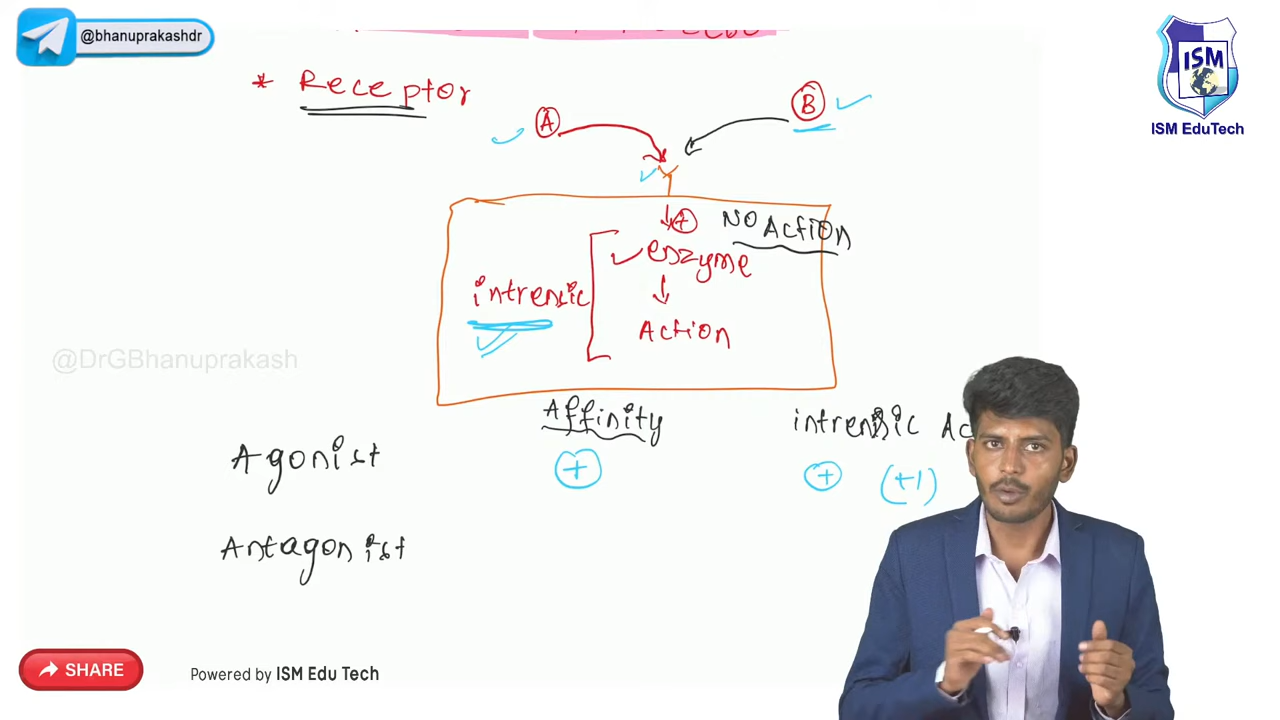 @bhanuprakashdr
ISM
ISM EduTech
* Receptor
A
B
+
NO Action
enzyme
intrensic
Action
@DrGBhanuprakash
Affinity
intrensic Ac
Agonist
+
+ (+1)
Antagonist
SHARE
Powered by ISM Edu Tech